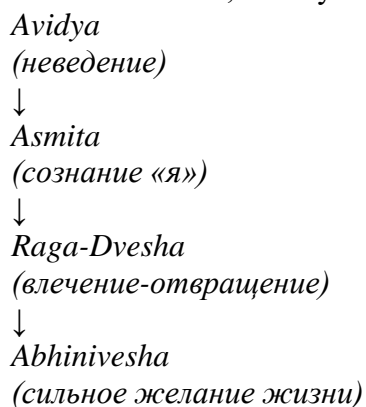 Avidya
(неведение)
↓
Asmita
(сознание «я»)
↓
Raga-Dvesha
(влечение-отвращение)
↓
Abhinivesha
(сильное желание жизни)